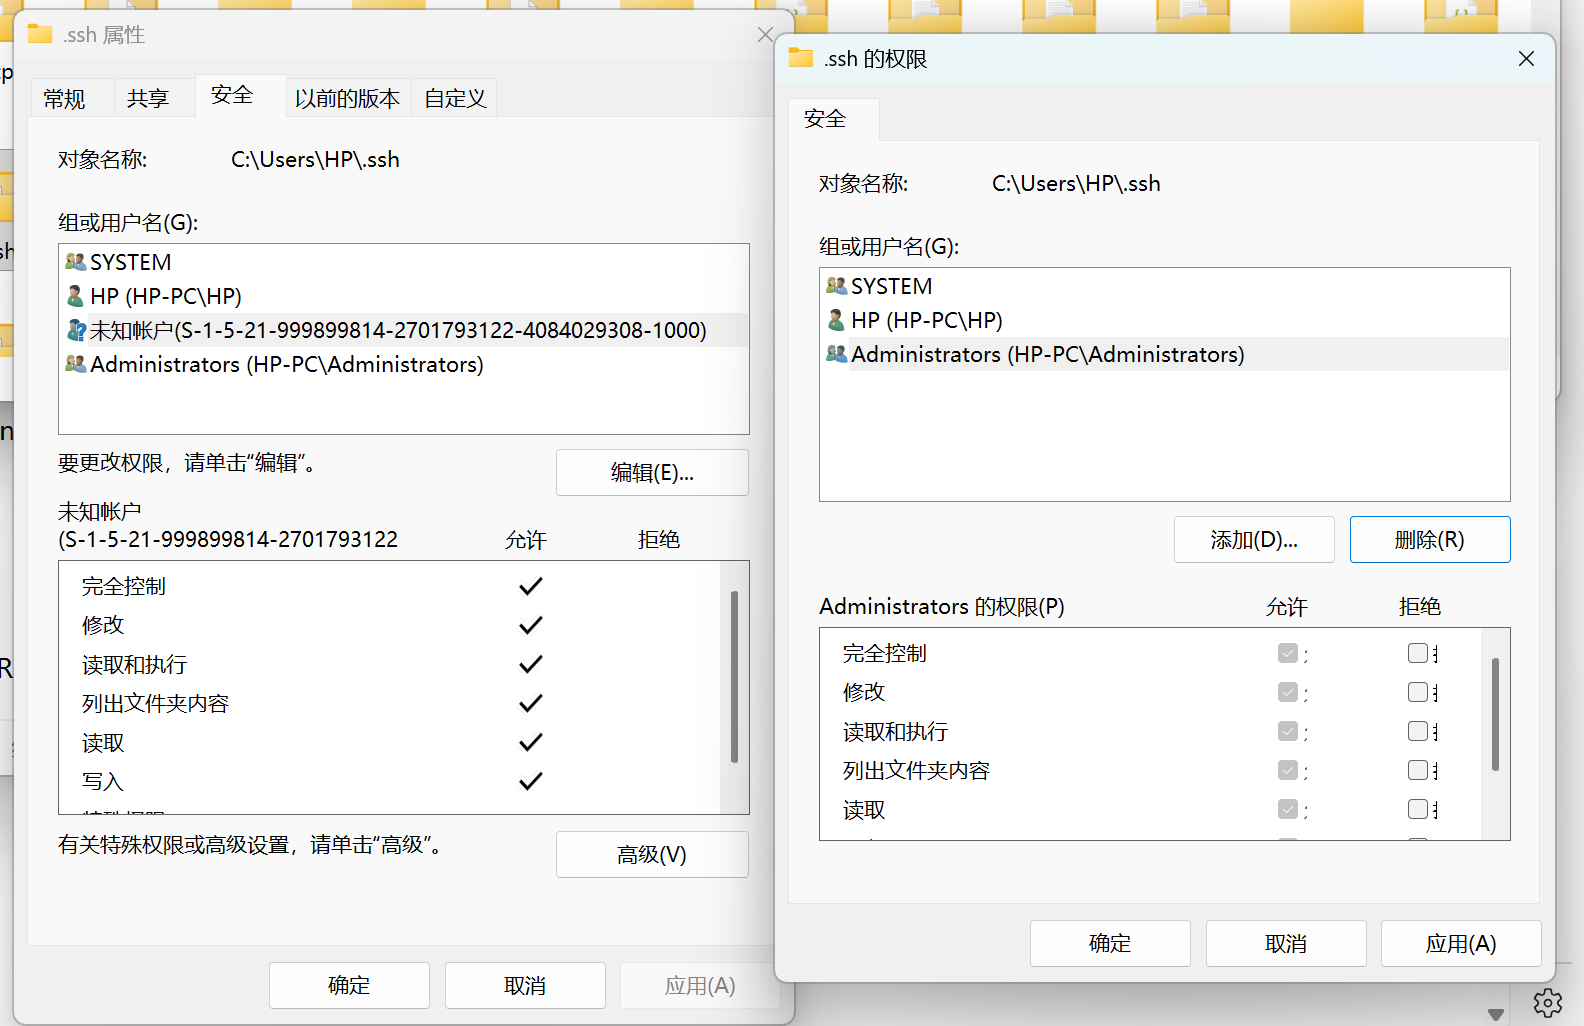 .ssh 属性
常规
共享
安全
以前的版本
自定义
对象名称:
C:\Users\HP\.ssh
组或用户名(G):
SYSTEM
HP (HP-PC\HP)
未知帐户(S-1-5-21-999899814-2701793122-4084029308-1000)
Administrators (HP-PC\Administrators)
要更改权限，请单击“编辑”。
编辑(E)...
未知帐户
(S-1-5-21-999899814-2701793122
允许
拒绝
完全控制
修改
读取和执行
列出文件夹内容
读取
写入
有关特殊权限或高级设置，请单击“高级”。
高级(V)
确定
取消
应用(A)
.ssh 的权限
安全
对象名称:
C:\Users\HP\.ssh
组或用户名(G):
SYSTEM
HP (HP-PC\HP)
Administrators (HP-PC\Administrators)
添加(D)...
删除(R)
Administrators 的权限(P)
允许
拒绝
完全控制
修改
读取和执行
列出文件夹内容
读取
确定
取消
应用(A)